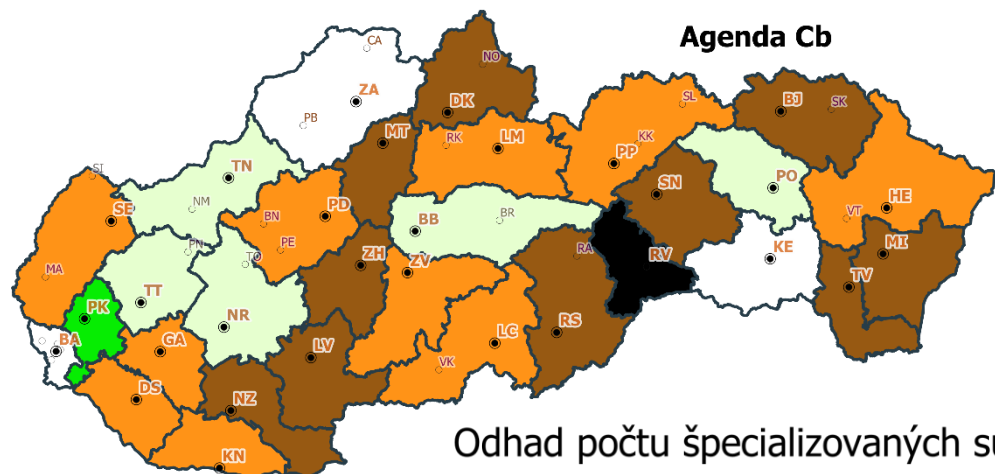 CA
Agenda Cb
NO
ZA
DK
SL
BJ
SK
PB
MT
RK
LM
KK
PP
TN
SI
PO
SN
NM
HE
SE
BN
PD
BB
BR
VT
PN
PE
TO
ZH
ZV
RA
RV
KE
MI
MA
TV
TT
PK
NR
RS
BA
GA
LV
LC
VK
DS
NZ
KN
Odhad počtu špecializovaných su